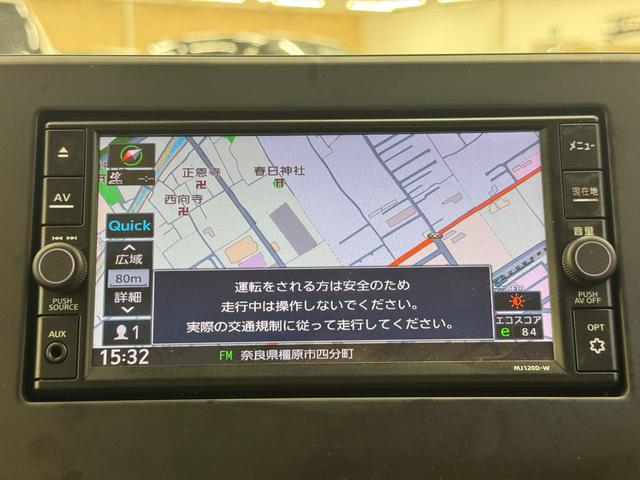 AV
PUSH
SOURCE
AUX
正恩寺
春日神社
西向寺
Quick
広域
80m
詳細
1
運転をされる方は安全のため
走行中は操作しないでください。
実際の交通規制に従って走行してください。
エコスコア
e 84
15:32
FM 奈良県橿原市四分町
MJ120D-W
メニュー
現在地
音量
PUSH
AV OFF
OPT